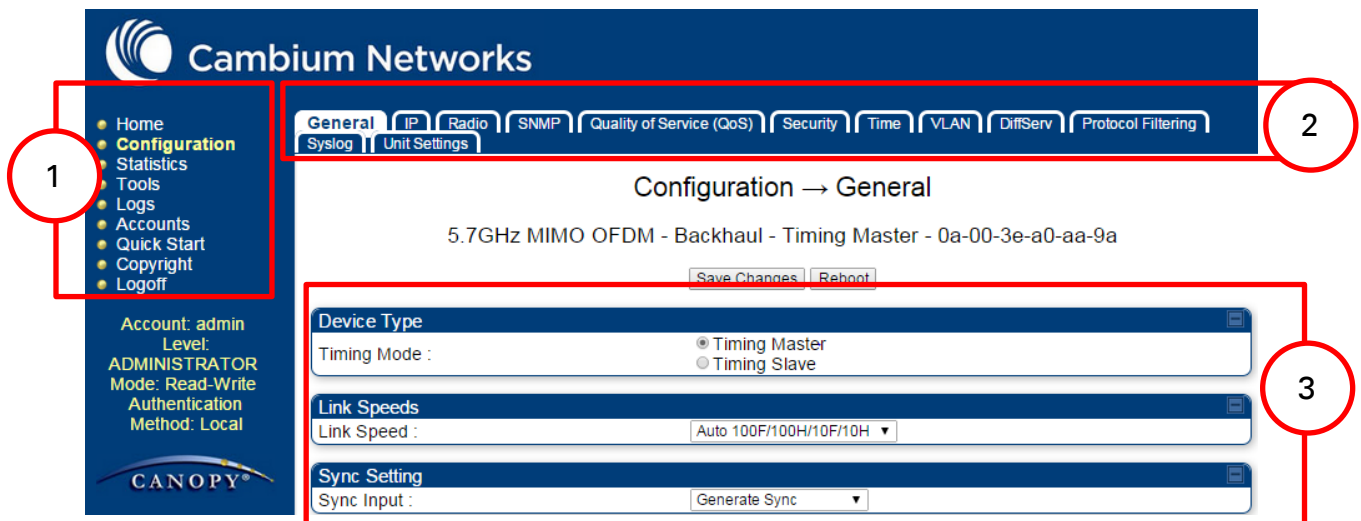 Cambium Networks
1
Home
Configuration
Statistics
Tools
Logs
Accounts
Quick Start
Copyright
Logoff
Account: admin
Level:
ADMINISTRATOR
Mode: Read-Write
Authentication
Method: Local
CANOPY®
General IP Radio SNMP Quality of Service (QoS) Security Time VLAN DiffServ Protocol Filtering
Syslog Unit Settings
2
Configuration → General
5.7GHz MIMO OFDM - Backhaul - Timing Master - 0a-00-3e-a0-aa-9a
Save Changes Reboot
Device Type
Timing Mode : Timing Master
Timing Slave
3
Link Speeds
Link Speed : Auto 100F/100H/10F/10H
Sync Setting
Sync Input : Generate Sync